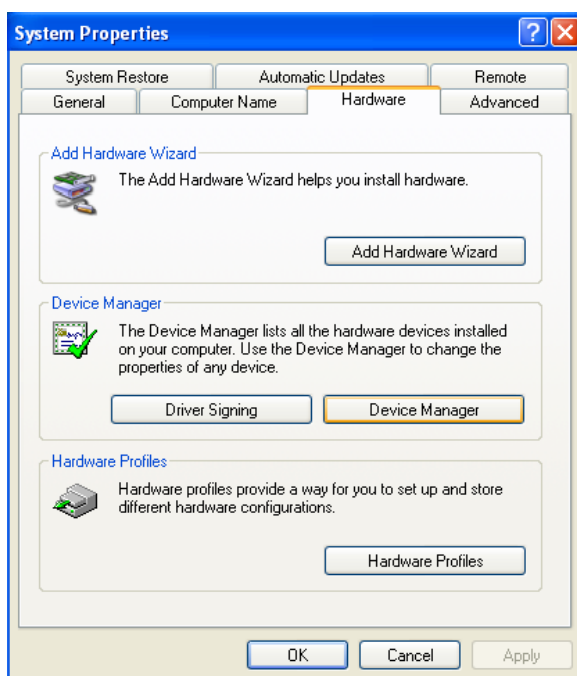 System Properties
System Restore Automatic Updates Remote
General Computer Name Hardware Advanced
Add Hardware Wizard
The Add Hardware Wizard helps you install hardware.
Add Hardware Wizard
Device Manager
The Device Manager lists all the hardware devices installed
on your computer. Use the Device Manager to change the
properties of any device.
Driver Signing Device Manager
Hardware Profiles
Hardware profiles provide a way for you to set up and store
different hardware configurations.
Hardware Profiles
OK Cancel Apply